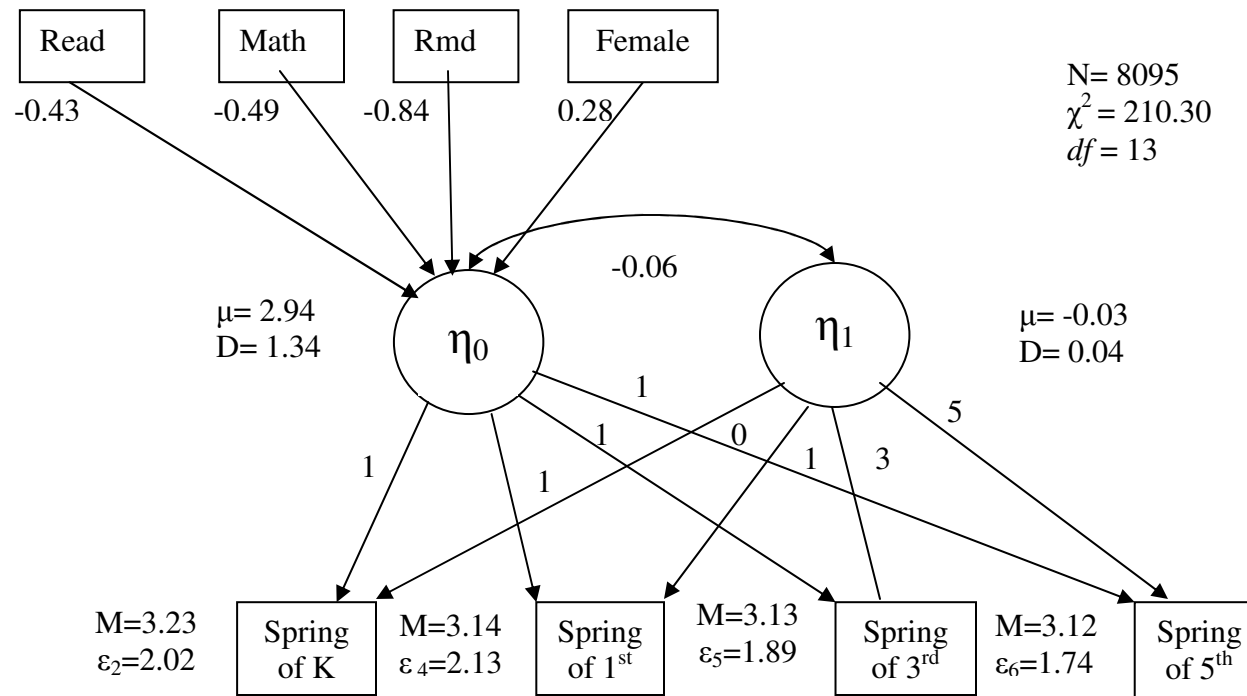 Read
Math
Rmd
Female
N= 8095
χ² = 210.30
df = 13
-0.43
-0.49
-0.84
0.28
-0.06
μ= 2.94
D= 1.34
η₀
η₁
μ= -0.03
D= 0.04
1
5
1
0
1
3
1
1
M=3.23
ε₂=2.02
Spring
of K
M=3.14
ε₄=2.13
Spring
of 1ˢᵗ
M=3.13
ε₅=1.89
Spring
of 3ʳᵈ
M=3.12
ε₆=1.74
Spring
of 5ᵗʰ